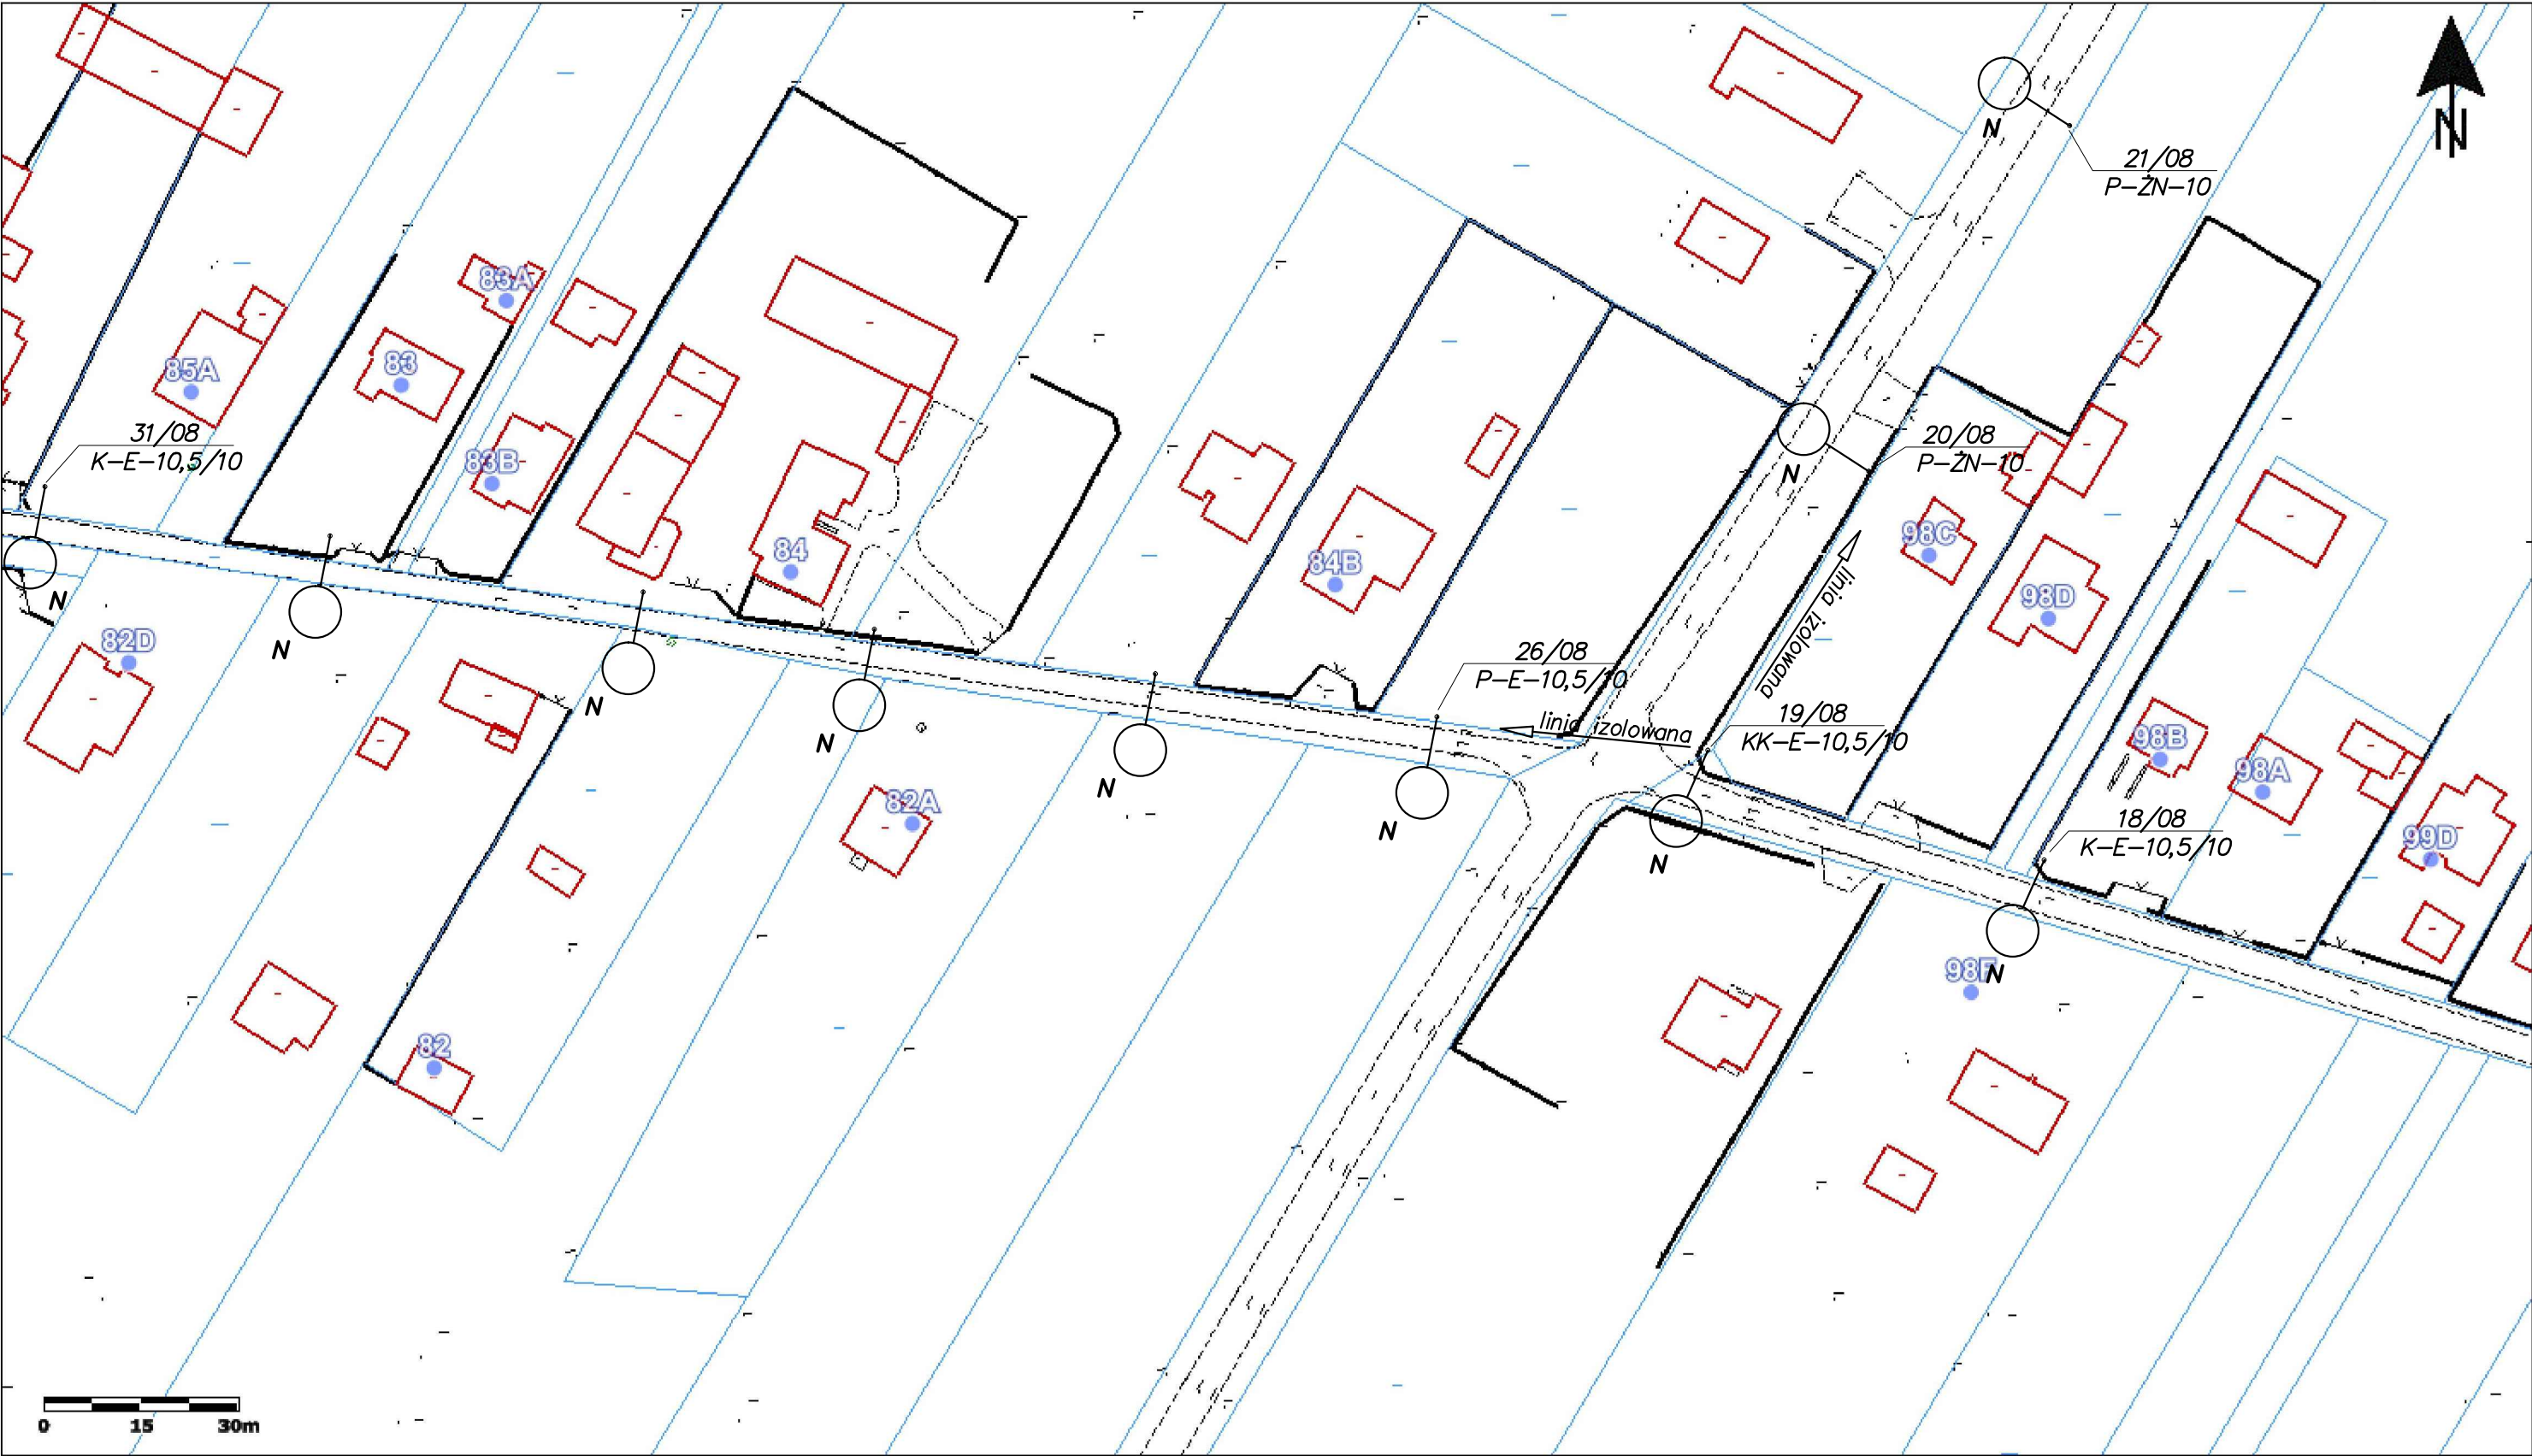 N
N
21/08
P-ŻN-10
83A
83
85A
31/08
K-E-10,5/10
83B
20/08
P-ŻN-10
N
98C
84
84B
linia izolowana
98D
N
82D
N
26/08
P-E-10,5/10
N
19/08
KK-E-10,5/10
linia izolowana
N
98B
98A
N
82A
N
18/08
K-E-10,5/10
99D
N
98F
N
82
0 15 30m